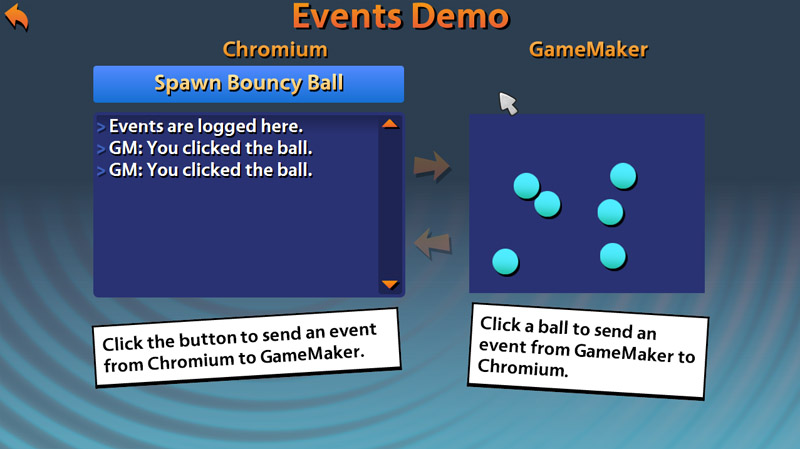 Events Demo
Chromium
GameMaker
Spawn Bouncy Ball
> Events are logged here.
> GM: You clicked the ball.
> GM: You clicked the ball.
Click the button to send an event
from Chromium to GameMaker.
Click a ball to send an
event from GameMaker to
Chromium.